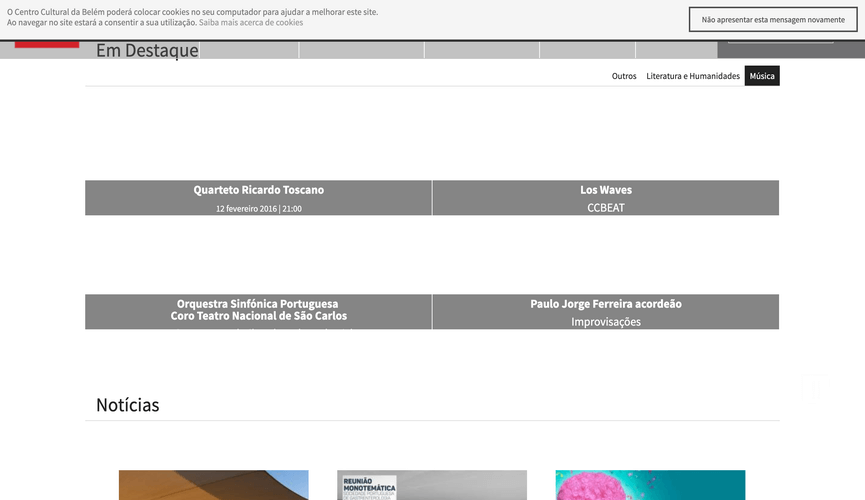 O Centro Cultural da Belém poderá colocar cookies no seu computador para ajudar a melhorar este site.
Ao navegar no site estará a consentir a sua utilização. Saiba mais acerca de cookies
Não apresentar esta mensagem novamente
Em Destaque
Outros Literatura e Humanidades Música
Quarteto Ricardo Toscano
12 fevereiro 2016 | 21:00
Los Waves
CCBEAT
Orquestra Sinfónica Portuguesa
Coro Teatro Nacional de São Carlos
Paulo Jorge Ferreira acordeão
Improvisações
Notícias
REUNIÃO
MONOTEMÁTICA
SOCIEDADE PORTUGUESA